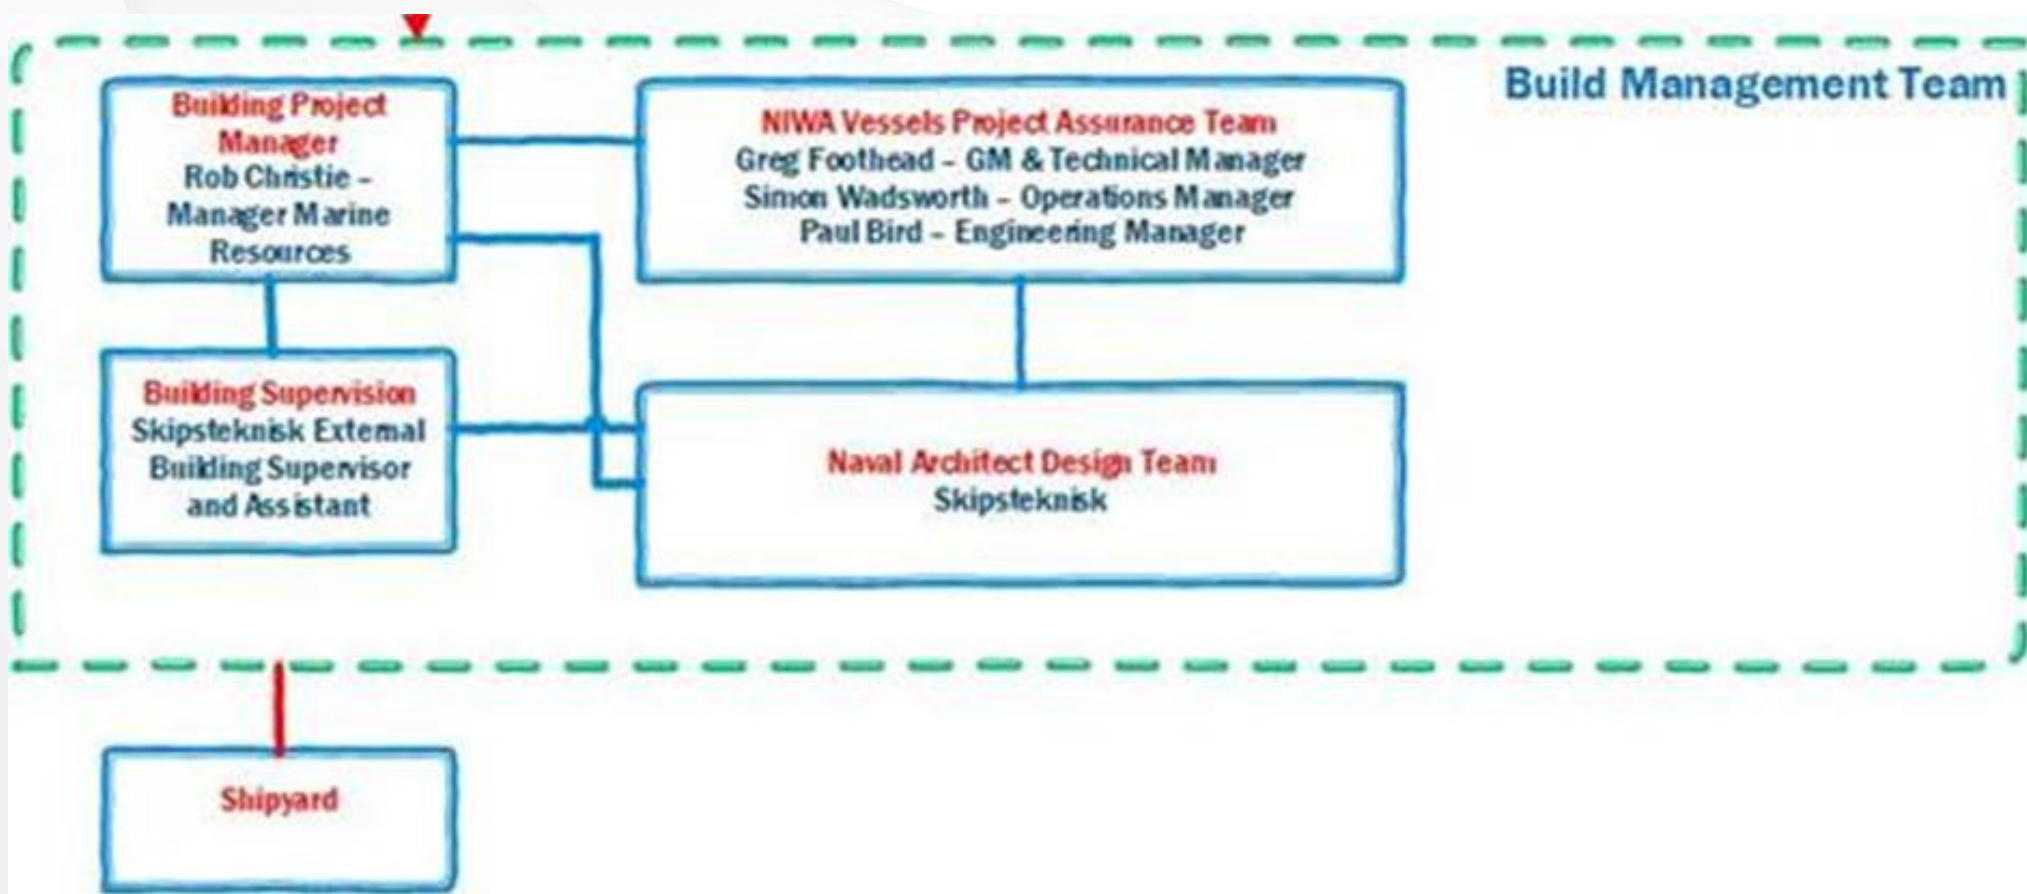 Build Management Team
Building Project
Manager
Rob Christie –
Manager Marine
Resources
NIWA Vessels Project Assurance Team
Greg Foothead – GM & Technical Manager
Simon Wadsworth – Operations Manager
Paul Bird – Engineering Manager
Building Supervision
Skipsteknisk External
Building Supervisor
and Assistant
Naval Architect Design Team
Skipsteknisk
Shipyard